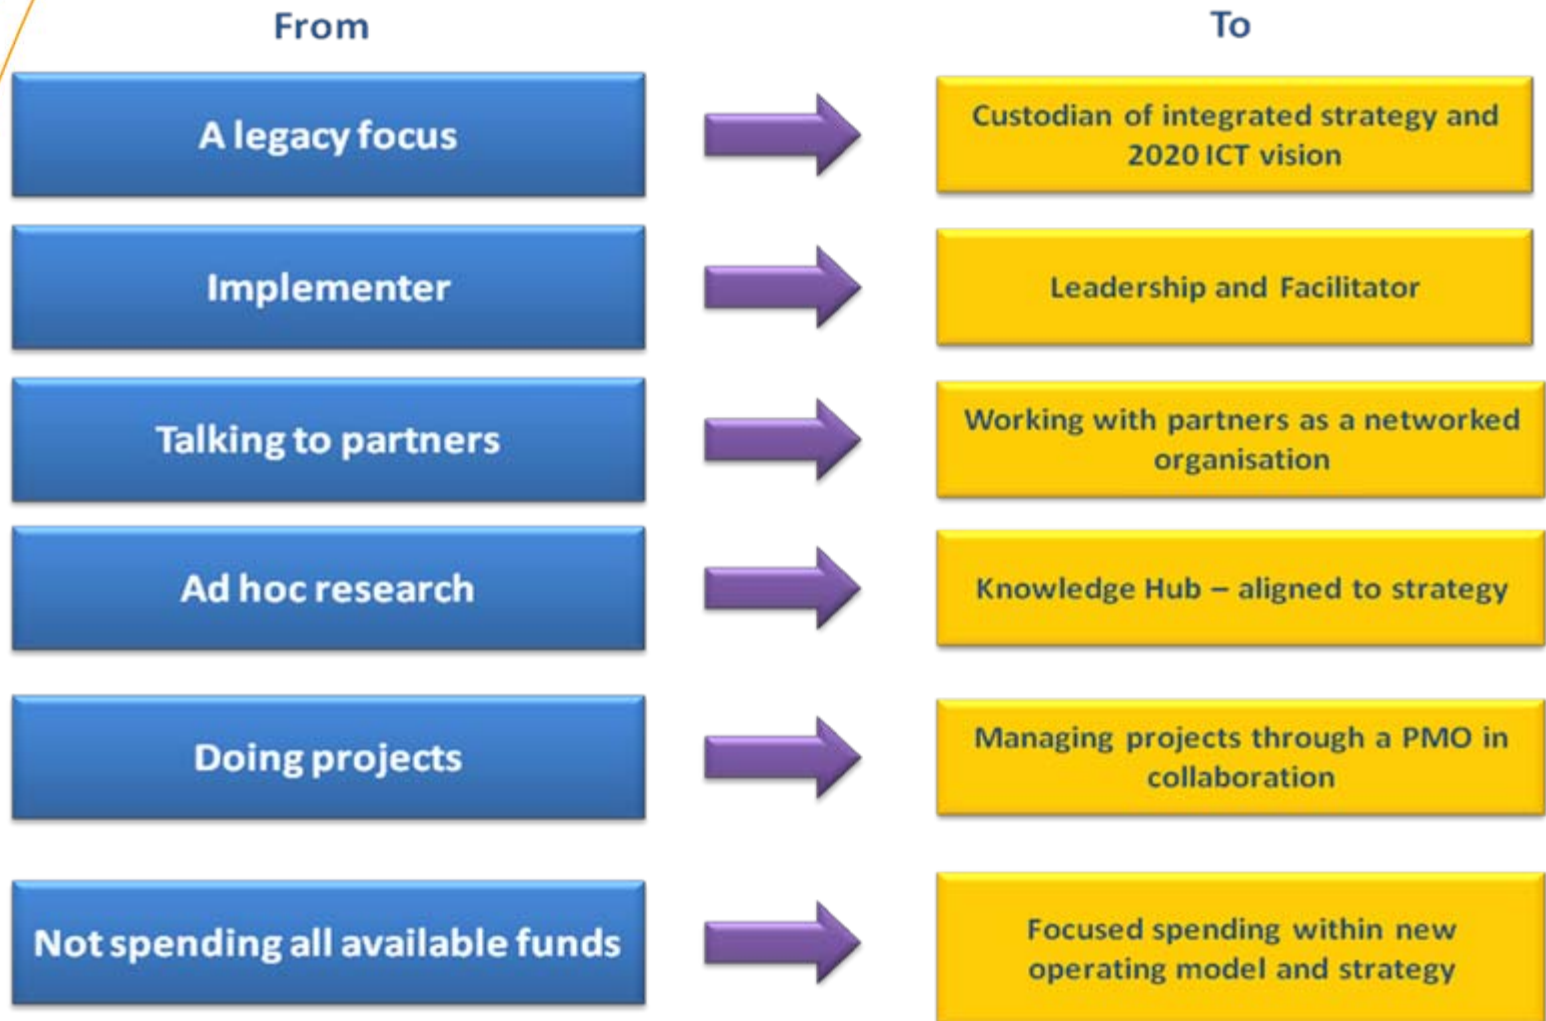 From
To
A legacy focus
Custodian of integrated strategy and
2020 ICT vision
Implementer
Leadership and Facilitator
Talking to partners
Working with partners as a networked
organisation
Ad hoc research
Knowledge Hub – aligned to strategy
Doing projects
Managing projects through a PMO in
collaboration
Not spending all available funds
Focused spending within new
operating model and strategy